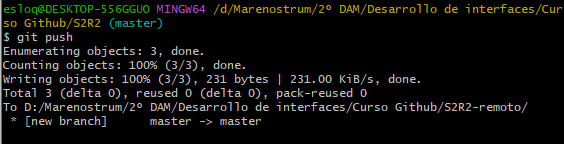 esloq@DESKTOP-556GGUO MINGW64 /d/Marenostrum/2º DAM/Desarrollo de interfaces/Cur
so Github/S2R2 (master)
$ git push
Enumerating objects: 3, done.
Counting objects: 100% (3/3), done.
Writing objects: 100% (3/3), 231 bytes | 231.00 KiB/s, done.
Total 3 (delta 0), reused 0 (delta 0), pack-reused 0
To D:/Marenostrum/2º DAM/Desarrollo de interfaces/Curso Github/S2R2-remoto/
 * [new branch]      master -> master